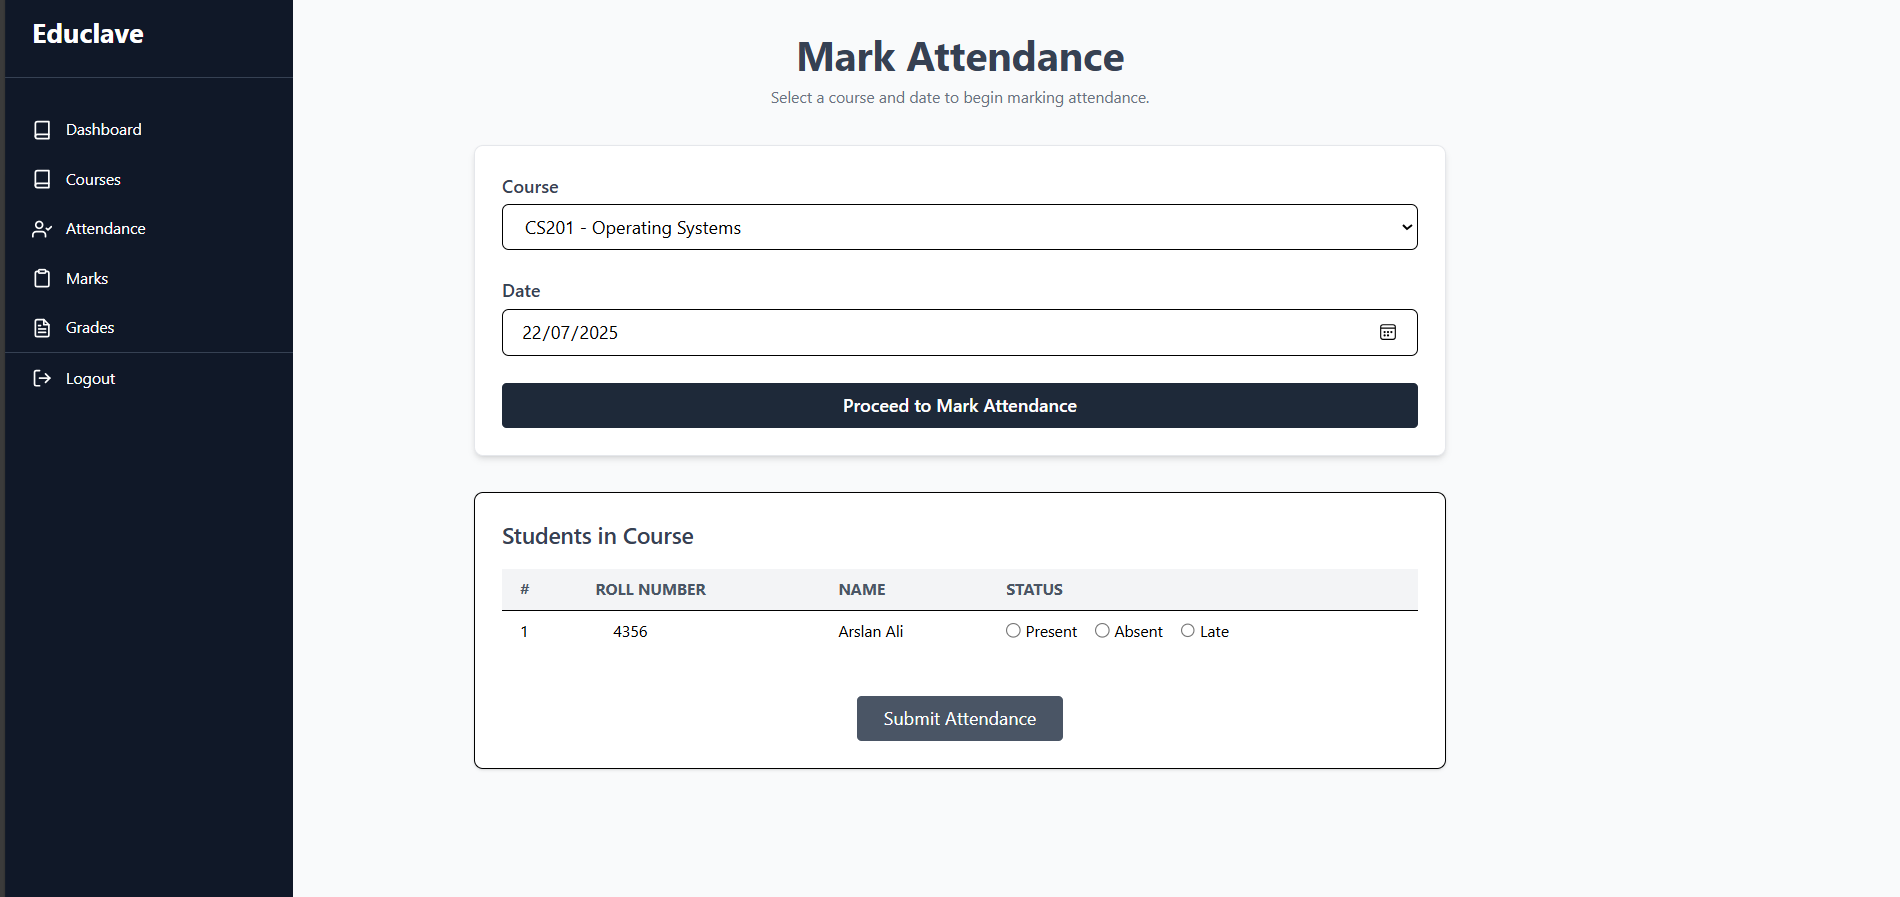 Educlave
Dashboard
Courses
Attendance
Marks
Grades
Logout
Mark Attendance
Select a course and date to begin marking attendance.
Course
CS201 - Operating Systems
Date
22/07/2025
Proceed to Mark Attendance
Students in Course
# ROLL NUMBER NAME STATUS
1 4356 Arslan Ali Present Absent Late
Submit Attendance